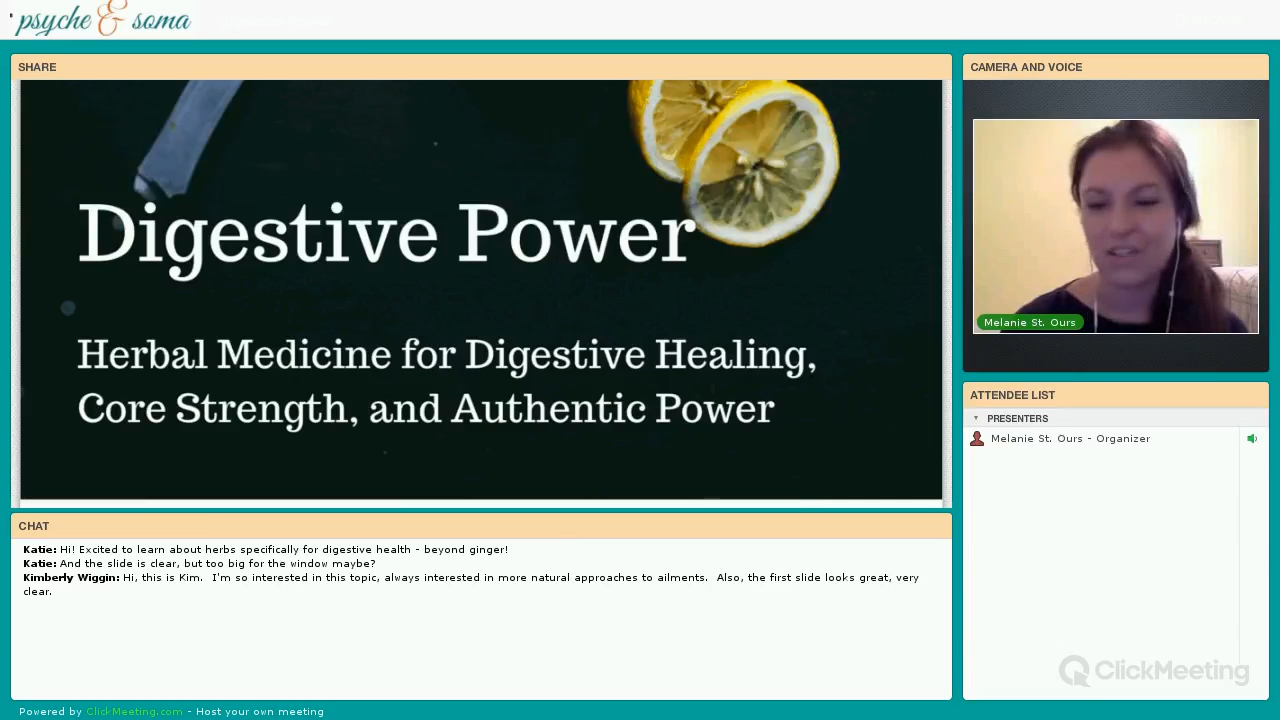 psyche & soma
SHARE
Digestive Power
Herbal Medicine for Digestive Healing,
Core Strength, and Authentic Power
CAMERA AND VOICE
Melanie St. Ours
ATTENDEE LIST
PRESENTERS
Melanie St. Ours - Organizer
CHAT
Katie: Hi! Excited to learn about herbs specifically for digestive health - beyond ginger!
Katie: And the slide is clear, but too big for the window maybe?
Kimberly Wiggin: Hi, this is Kim.  I'm so interested in this topic, always interested in more natural approaches to ailments.  Also, the first slide looks great, very
clear.
ClickMeeting
Powered by ClickMeeting.com - Host your own meeting